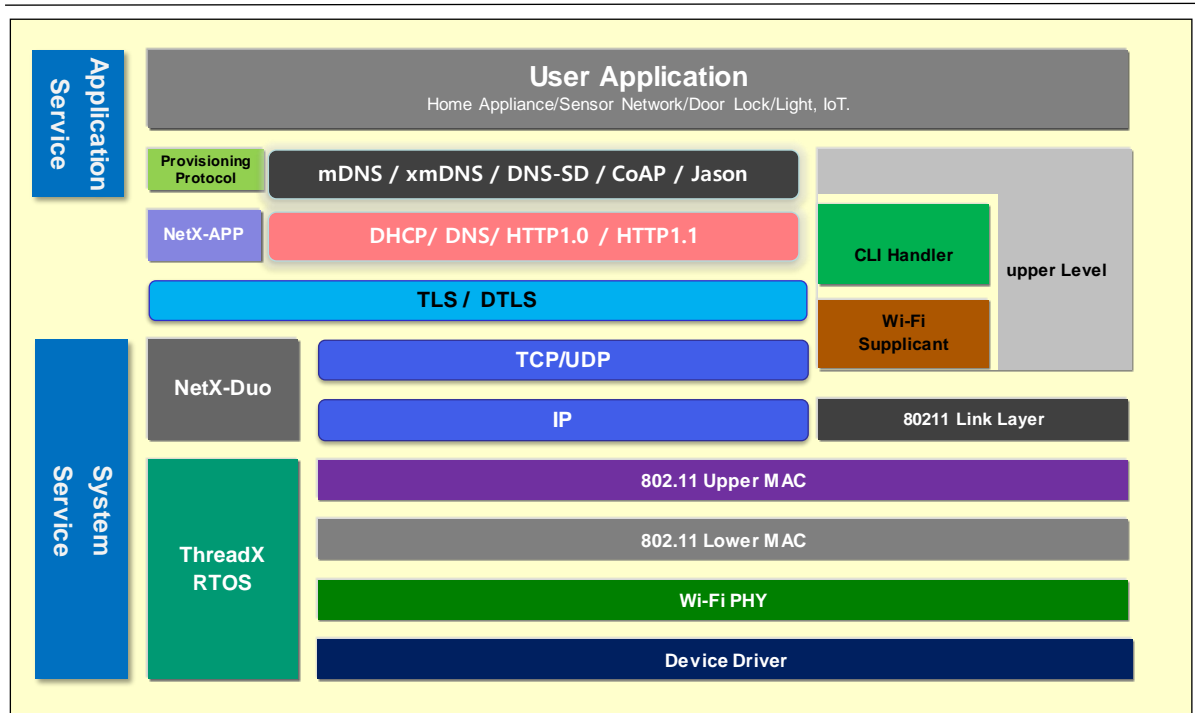 Application
Service
User Application
Home Appliance/Sensor Network/Door Lock/Light, IoT.
Provisioning
Protocol
mDNS / xmDNS / DNS-SD / CoAP / Jason
NetX-APP
DHCP/ DNS/ HTTP1.0 / HTTP1.1
CLI Handler
upper Level
TLS / DTLS
Wi-Fi
Supplicant
System
Service
NetX-Duo
TCP/UDP
IP
80211 Link Layer
ThreadX
RTOS
802.11 Upper MAC
802.11 Lower MAC
Wi-Fi PHY
Device Driver